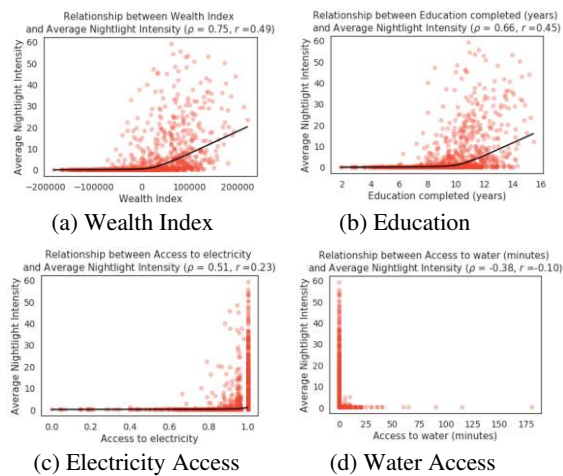 Relationship between Wealth Index
and Average Nightlight Intensity (ρ = 0.75, r =0.49)
Average Nightlight Intensity
60
50
40
30
20
10
0
−200000 −100000 0 100000 200000
Wealth Index
(a) Wealth Index
Relationship between Education completed (years)
and Average Nightlight Intensity (ρ = 0.66, r =0.45)
Average Nightlight Intensity
60
50
40
30
20
10
0
2 4 6 8 10 12 14 16
Education completed (years)
(b) Education
Relationship between Access to electricity
and Average Nightlight Intensity (ρ = 0.51, r =0.23)
Average Nightlight Intensity
60
50
40
30
20
10
0
0.0 0.2 0.4 0.6 0.8 1.0
Access to electricity
(c) Electricity Access
Relationship between Access to water (minutes)
and Average Nightlight Intensity (ρ = -0.38, r =-0.10)
Average Nightlight Intensity
60
50
40
30
20
10
0
0 25 50 75 100 125 150 175
Access to water (minutes)
(d) Water Access